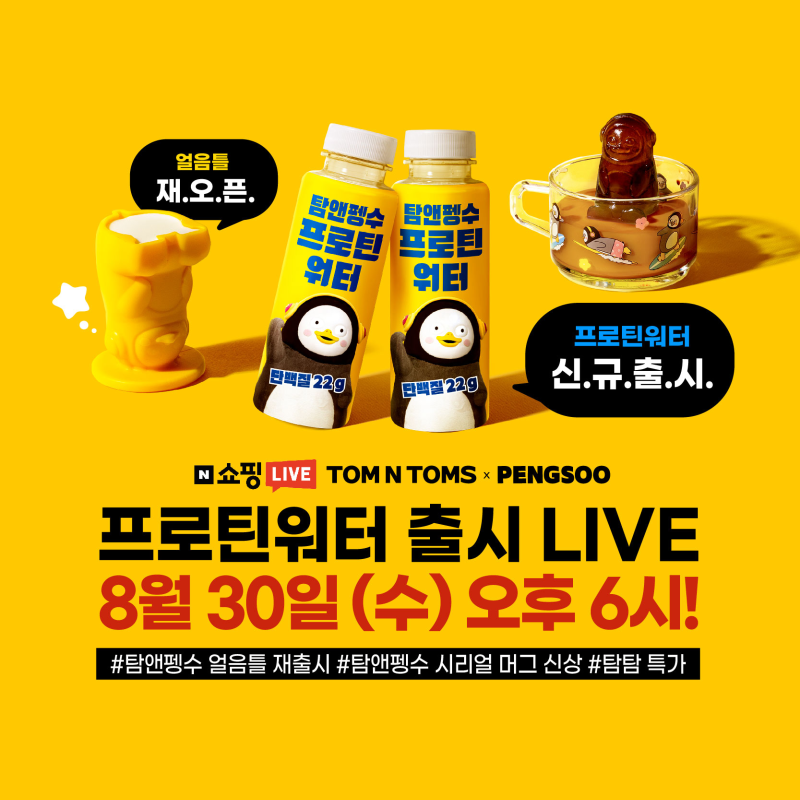 얼음틀
재.오.픈.
탐앤펭수
프로틴
워터
단백질 22g
탐앤펭수
프로틴
워터
단백질 22g
프로틴워터
신.규.출.시.
N 쇼핑 LIVE TOM N TOMS × PENGSOO
프로틴워터 출시 LIVE
8월 30일 (수) 오후 6시!
#탐앤펭수 얼음틀 재출시 #탐앤펭수 시리얼 머그 신상 #탐탐 특가